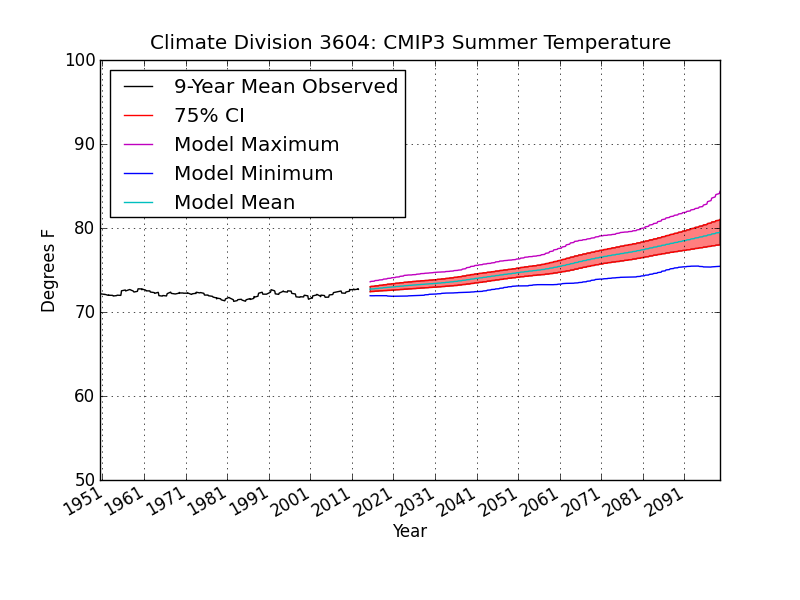 Climate Division 3604: CMIP3 Summer Temperature
100
90
80
70
60
50
Degrees F
9-Year Mean Observed
75% CI
Model Maximum
Model Minimum
Model Mean
1951 1961 1971 1981 1991 2001 2011 2021 2031 2041 2051 2061 2071 2081 2091
Year